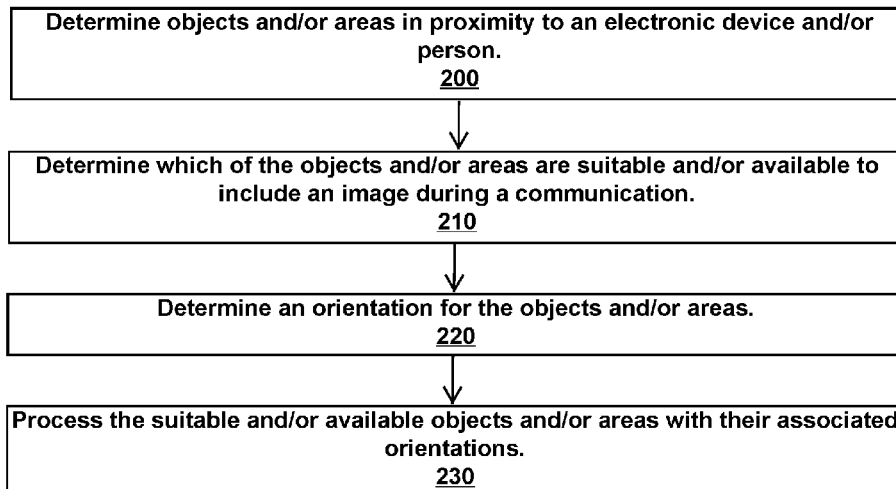 Determine objects and/or areas in proximity to an electronic device and/or
person.
200
Determine which of the objects and/or areas are suitable and/or available to
include an image during a communication.
210
Determine an orientation for the objects and/or areas.
220
Process the suitable and/or available objects and/or areas with their associated
orientations.
230